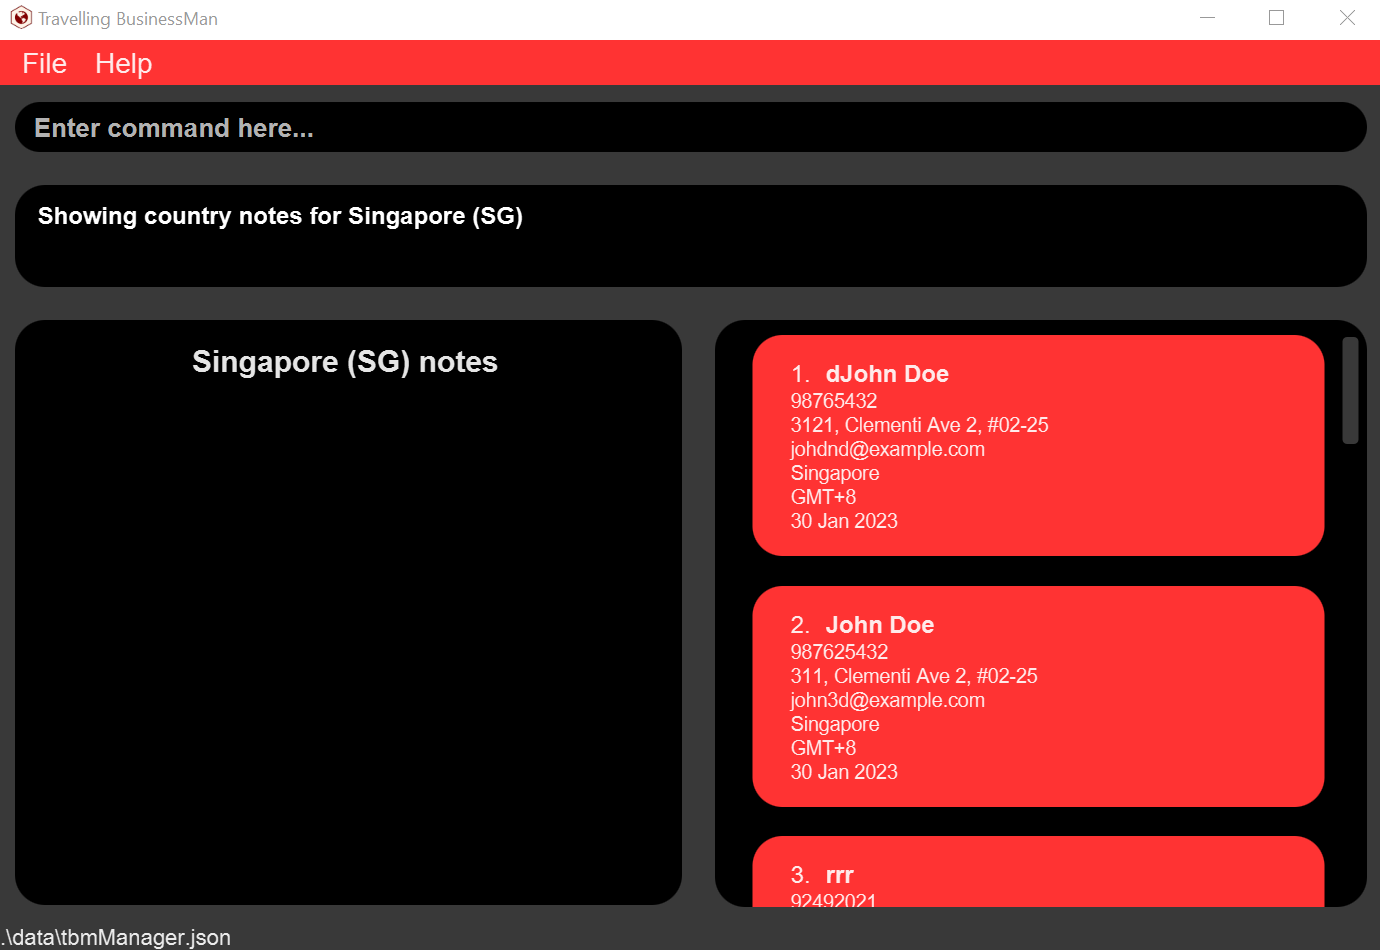 Travelling BusinessMan
File Help
Enter command here...
Showing country notes for Singapore (SG)
Singapore (SG) notes
1. dJohn Doe
98765432
3121, Clementi Ave 2, #02-25
johdnd@example.com
Singapore
GMT+8
30 Jan 2023
2. John Doe
987625432
311, Clementi Ave 2, #02-25
john3d@example.com
Singapore
GMT+8
30 Jan 2023
3. rrr
92492021
.\data\tbmManager.json